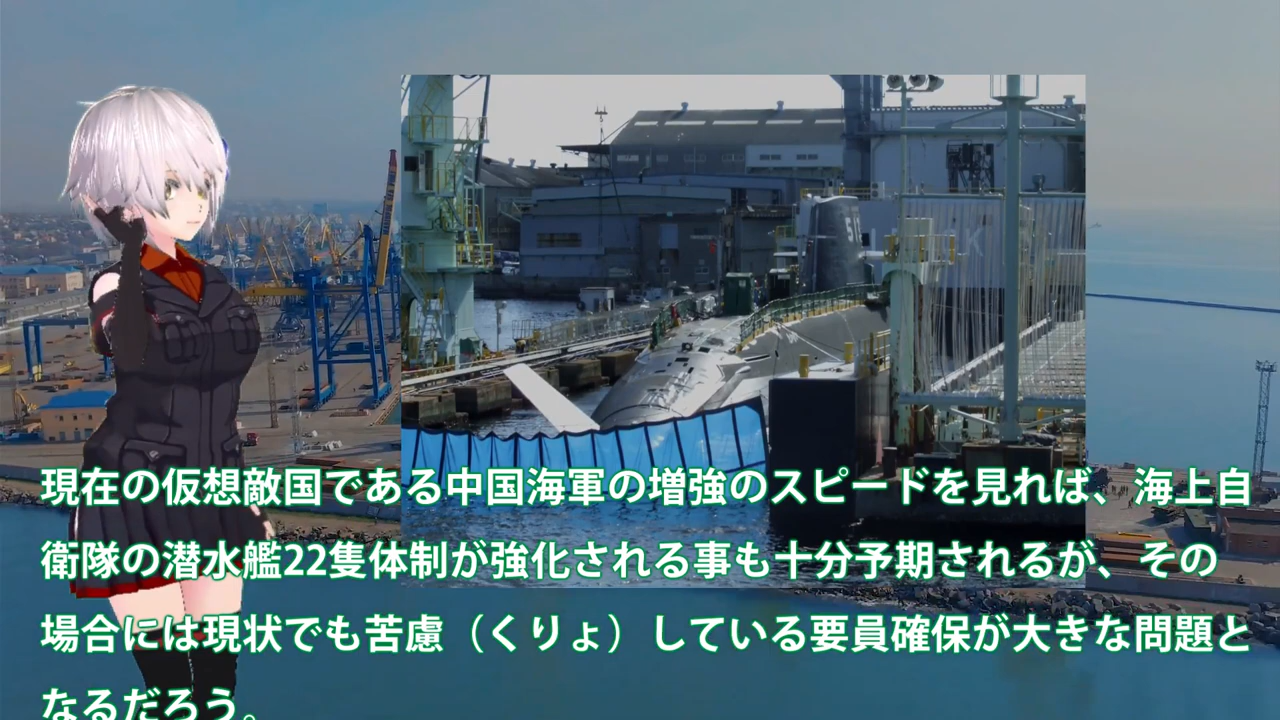 現在の仮想敵国である中国海軍の増強のスピードを見れば、海上自
衛隊の潜水艦22隻体制が強化される事も十分予期されるが、その
場合には現状でも苦慮（くりょ）している要員確保が大きな問題と
なるだろう。